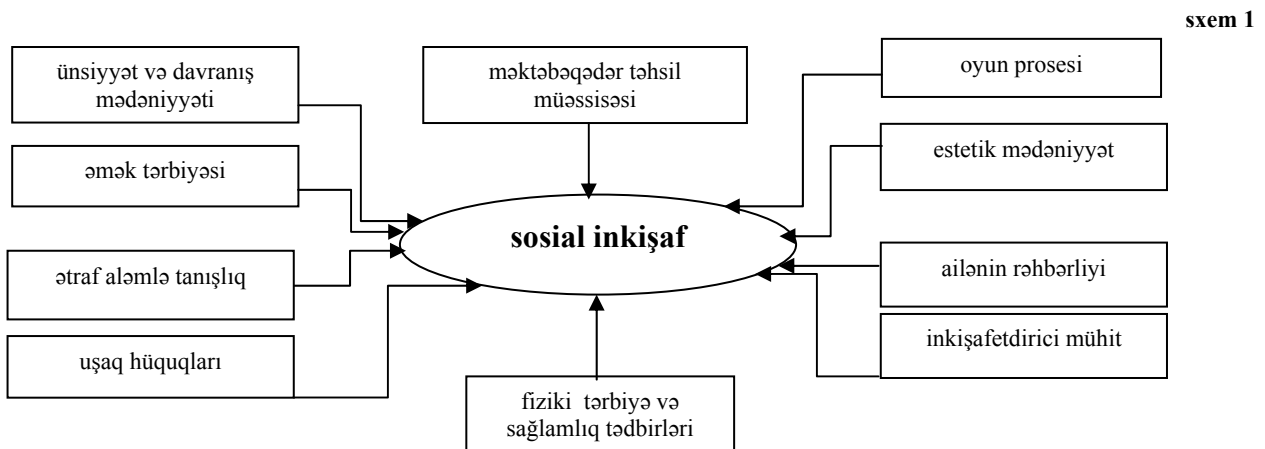 sxem 1
ünsiyyət və davranış
mədəniyyəti
məktəbəqədər təhsil
müəssisəsi
oyun prosesi
əmək tərbiyəsi
estetik mədəniyyət
sosial inkişaf
ətraf aləmlə tanışlıq
ailənin rəhbərliyi
uşaq hüquqları
inkişafetdirici mühit
fiziki tərbiyə və
sağlamlıq tədbirləri